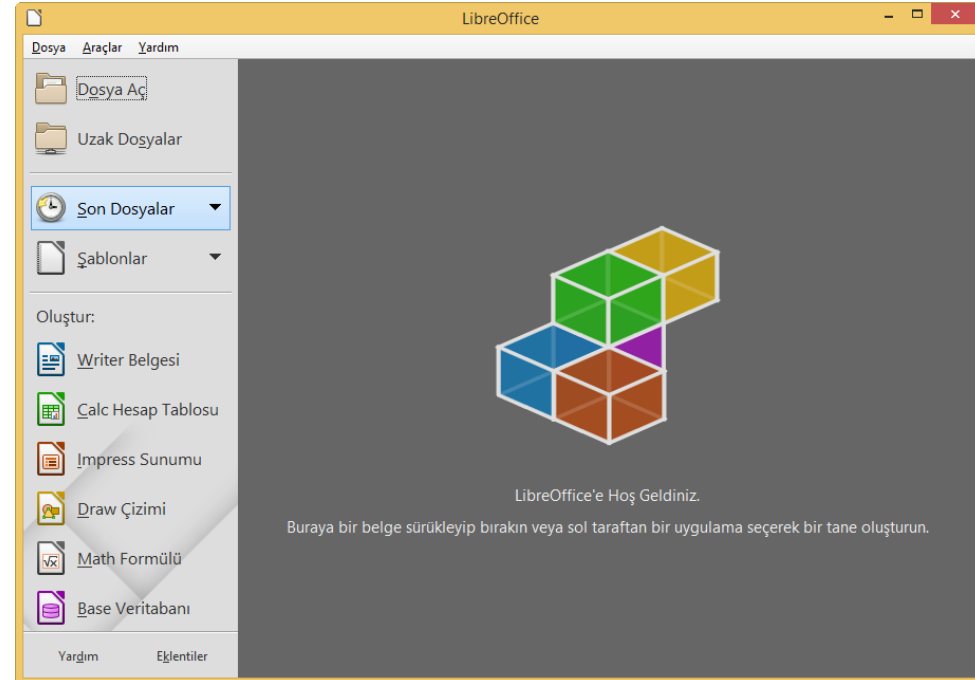 LibreOffice
Dosya Araçlar Yardım
Dosya Aç
Uzak Dosyalar
Son Dosyalar
Şablonlar
Oluştur:
Writer Belgesi
Calc Hesap Tablosu
Impress Sunumu
Draw Çizimi
Math Formülü
Base Veritabanı
Yardım Eklentiler
LibreOffice'e Hoş Geldiniz.
Buraya bir belge sürükleyip bırakın veya sol taraftan bir uygulama seçerek bir tane oluşturun.